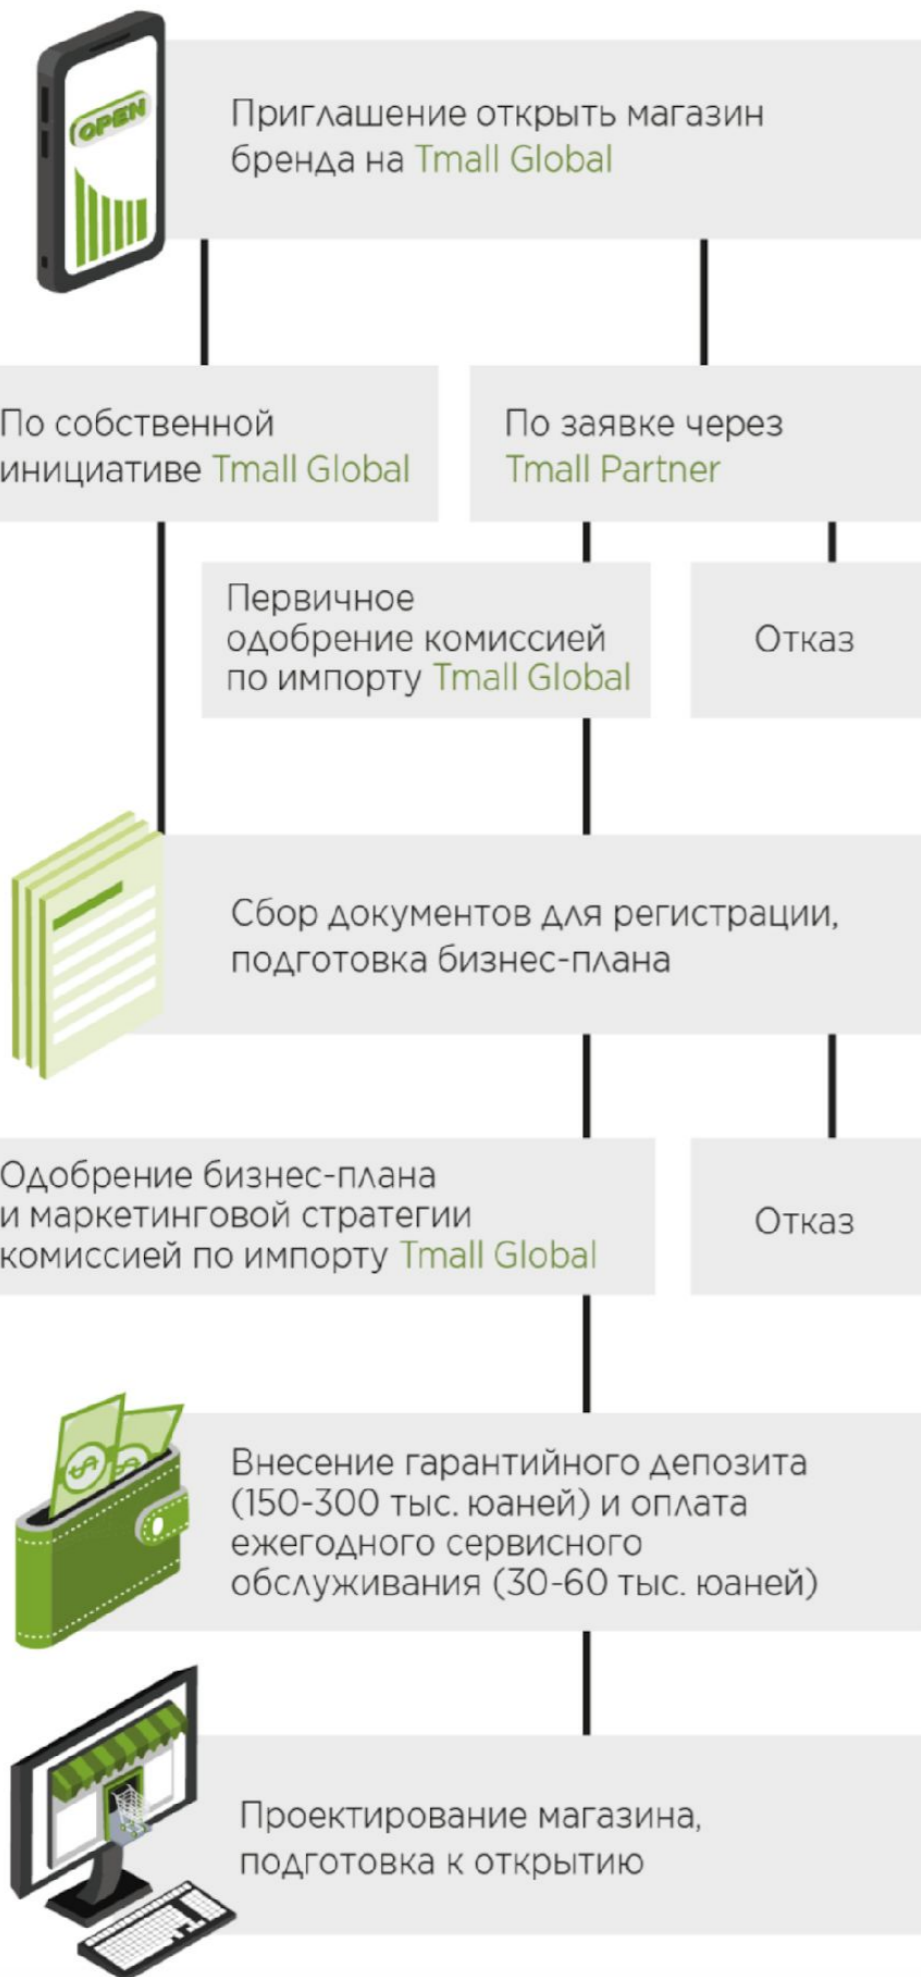 OPEN
Приглашение открыть магазин
бренда на Tmall Global
По собственной
инициативе Tmall Global
По заявке через
Tmall Partner
Первичное
одобрение комиссией
по импорту Tmall Global
Отказ
Сбор документов для регистрации,
подготовка бизнес-плана
Одобрение бизнес-плана
и маркетинговой стратегии
комиссией по импорту Tmall Global
Отказ
Внесение гарантийного депозита
(150-300 тыс. юаней) и оплата
ежегодного сервисного
обслуживания (30-60 тыс. юаней)
Проектирование магазина,
подготовка к открытию